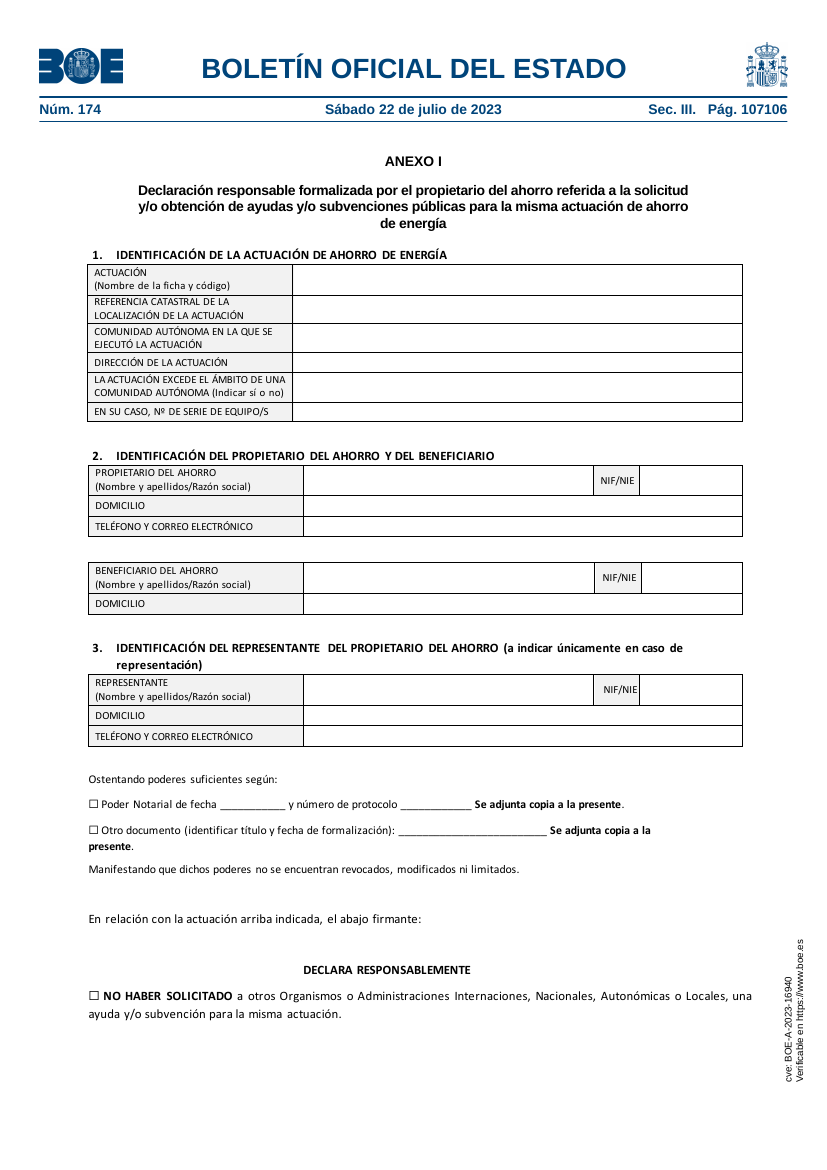 BOE
BOLETÍN OFICIAL DEL ESTADO
Núm. 174
Sábado 22 de julio de 2023
Sec. III. Pág. 107106
ANEXO I
Declaración responsable formalizada por el propietario del ahorro referida a la solicitud
y/o obtención de ayudas y/o subvenciones públicas para la misma actuación de ahorro
de energía
1. IDENTIFICACIÓN DE LA ACTUACIÓN DE AHORRO DE ENERGÍA
ACTUACIÓN
(Nombre de la ficha y código)
REFERENCIA CATASTRAL DE LA
LOCALIZACIÓN DE LA ACTUACIÓN
COMUNIDAD AUTÓNOMA EN LA QUE SE
EJECUTÓ LA ACTUACIÓN
DIRECCIÓN DE LA ACTUACIÓN
LA ACTUACIÓN EXCEDE EL ÁMBITO DE UNA
COMUNIDAD AUTÓNOMA (Indicar sí o no)
EN SU CASO, Nº DE SERIE DE EQUIPO/S
2. IDENTIFICACIÓN DEL PROPIETARIO DEL AHORRO Y DEL BENEFICIARIO
PROPIETARIO DEL AHORRO
(Nombre y apellidos/Razón social)
NIF/NIE
DOMICILIO
TELÉFONO Y CORREO ELECTRÓNICO
BENEFICIARIO DEL AHORRO
(Nombre y apellidos/Razón social)
NIF/NIE
DOMICILIO
3. IDENTIFICACIÓN DEL REPRESENTANTE DEL PROPIETARIO DEL AHORRO (a indicar únicamente en caso de
representación)
REPRESENTANTE
(Nombre y apellidos/Razón social)
NIF/NIE
DOMICILIO
TELÉFONO Y CORREO ELECTRÓNICO
Ostentando poderes suficientes según:
☐ Poder Notarial de fecha ___________ y número de protocolo ____________ Se adjunta copia a la presente.
☐ Otro documento (identificar título y fecha de formalización): _________________________ Se adjunta copia a la
presente.
Manifestando que dichos poderes no se encuentran revocados, modificados ni limitados.
En relación con la actuación arriba indicada, el abajo firmante:
DECLARA RESPONSABLEMENTE
☐ NO HABER SOLICITADO a otros Organismos o Administraciones Internaciones, Nacionales, Autonómicas o Locales, una
ayuda y/o subvención para la misma actuación.
cve: BOE-A-2023-16940
Verificable en https://www.boe.es